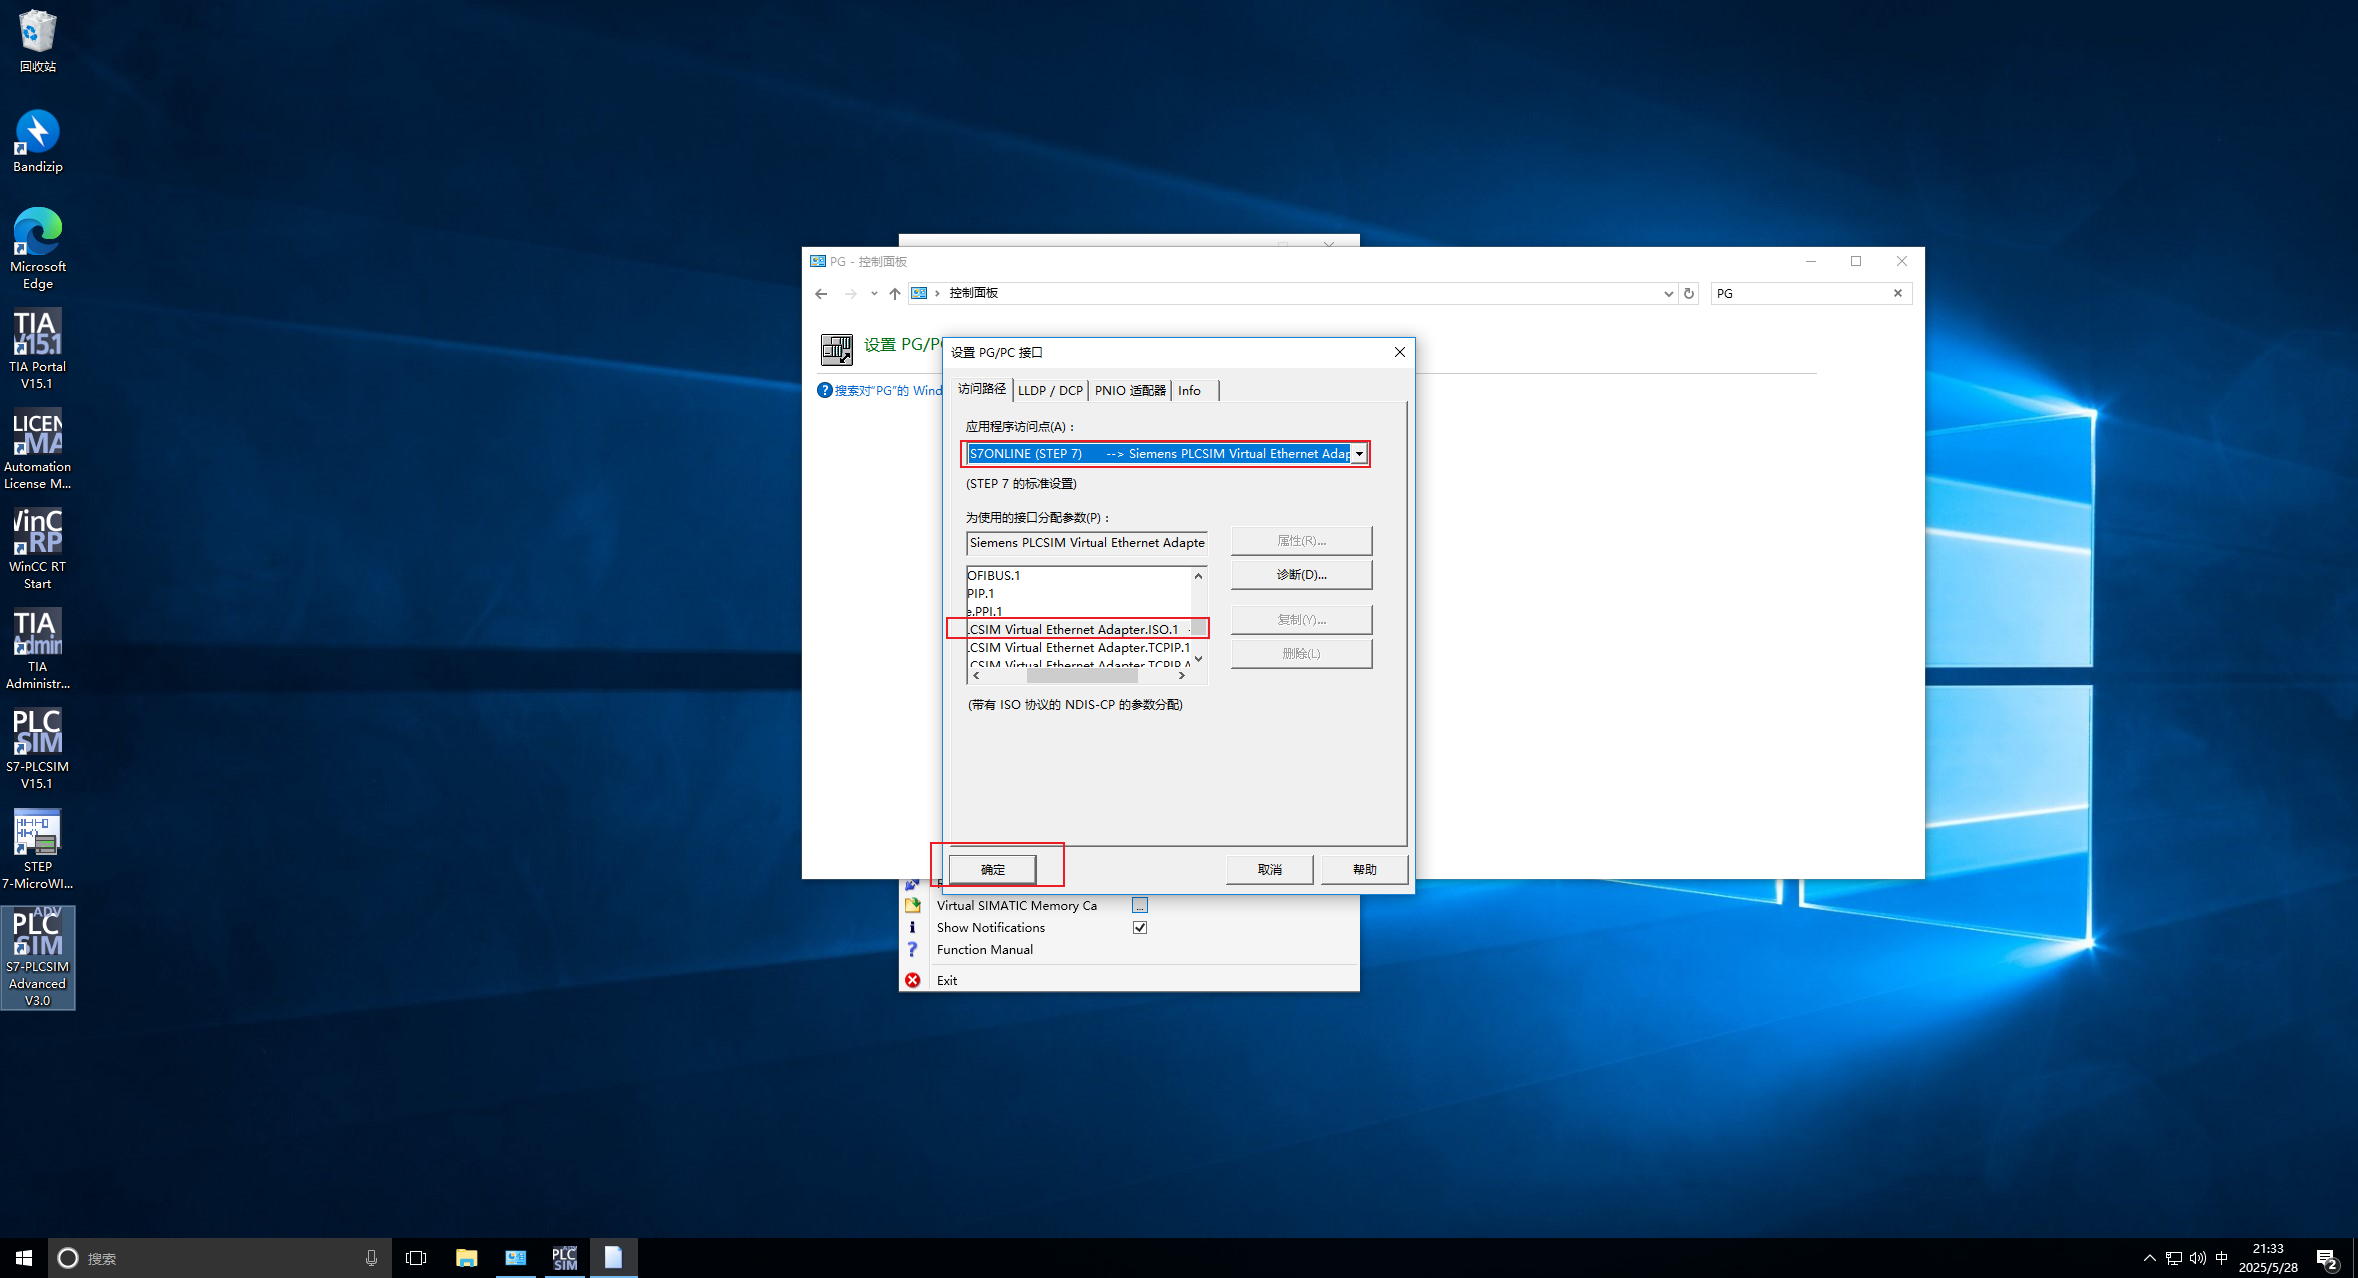 回收站
Bandizip
Microsoft
Edge
TIA
V15.1
TIA Portal
V15.1
LICEN
MA
Automation
License M...
WinC
RP
WinCC RT
Start
TIA
Admin
TIA
Administr...
PLC
SIM
S7-PLCSIM
V15.1
STEP
7-MicroWI...
ADV
PLC
SIM
S7-PLCSIM
Advanced
V3.0
PG - 控制面板
控制面板
PG
设置 PG/P
搜索对“PG”的 Wind
设置 PG/PC 接口
访问路径
LLDP / DCP
PNIO 适配器
Info
应用程序访问点(A)：
S7ONLINE (STEP 7) --> Siemens PLCSIM Virtual Ethernet Adap
(STEP 7 的标准设置)
为使用的接口分配参数(P)：
Siemens PLCSIM Virtual Ethernet Adapte
属性(R)...
OFIBUS.1
诊断(D)...
PIP.1
e.PPI.1
复制(Y)...
.CSIM Virtual Ethernet Adapter.ISO.1
.CSIM Virtual Ethernet Adapter.TCPIP.1
删除(L)
.CSIM Virtual Ethernet Adapter.TCPIP.A
(带有 ISO 协议的 NDIS-CP 的参数分配)
确定
取消
帮助
Virtual SIMATIC Memory Ca
...
Show Notifications
Function Manual
Exit
搜索
PLC
SIM
中
21:33
2025/5/28
2